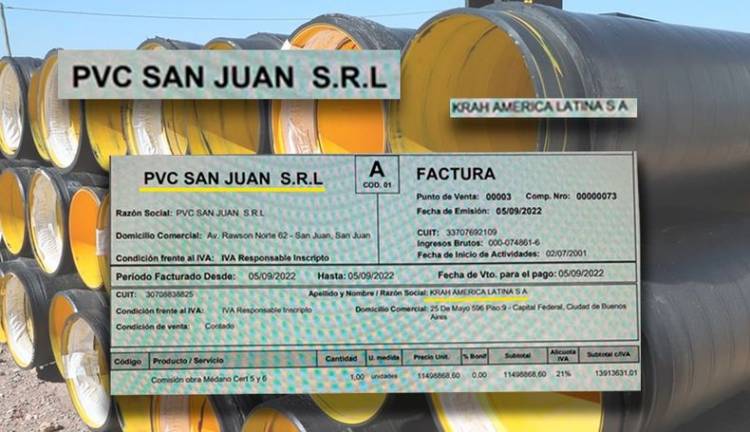 PVC SAN JUAN S.R.L
KRAH AMERICA LATINA S A
PVC SAN JUAN S.R.L
A
COD. 01
FACTURA
Punto de Venta: 00003 Comp. Nro: 00000073
Fecha de Emisión: 05/09/2022
Razón Social: PVC SAN JUAN S.R.L
CUIT: 33707692109
Domicilio Comercial: Av. Rawson Norte 62 - San Juan, San Juan
Ingresos Brutos: 000-074861-6
Condición frente al IVA: IVA Responsable Inscripto
Fecha de Inicio de Actividades: 02/07/2001
Período Facturado Desde: 05/09/2022 Hasta: 05/09/2022 Fecha de Vto. para el pago: 05/09/2022
CUIT: 30708838825 Apellido y Nombre / Razón Social: KRAH AMERICA LATINA S A
Condición frente al IVA: IVA Responsable Inscripto Domicilio Comercial: 25 De Mayo 596 Piso:9 - Capital Federal, Ciudad de Buenos
Aires
Condición de venta: Contado
Código Producto / Servicio Cantidad U. medida Precio Unit. % Bonif Subtotal Alicuota IVA Subtotal c/IVA
Comisión obra Médano Cert 5 y 6 1,00 unidades 11498868,60 0,00 11498868,60 21% 13913631,01